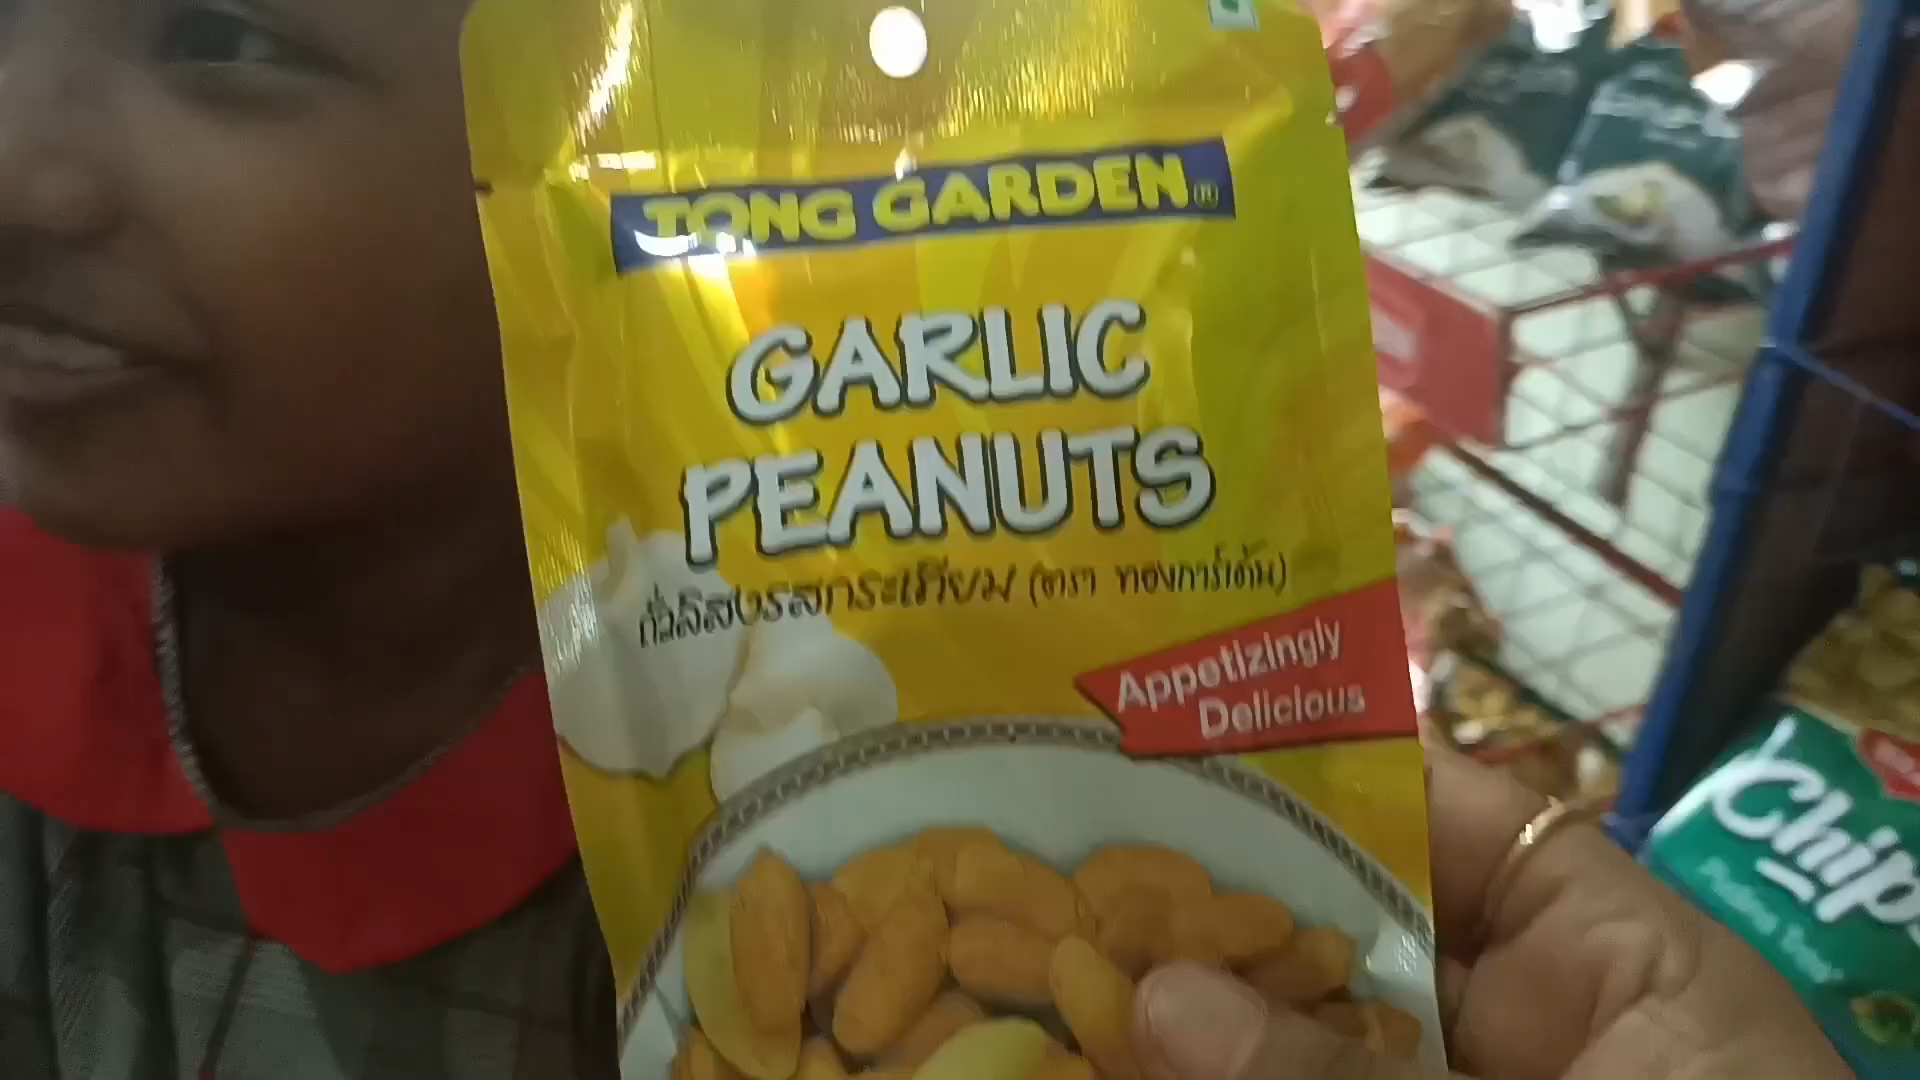 TONG GARDEN®
GARLIC
PEANUTS
ถั่วลิสงรสกระเทียม (ตรา ทองการ์เด้น)
Appetizingly
Delicious
Chips